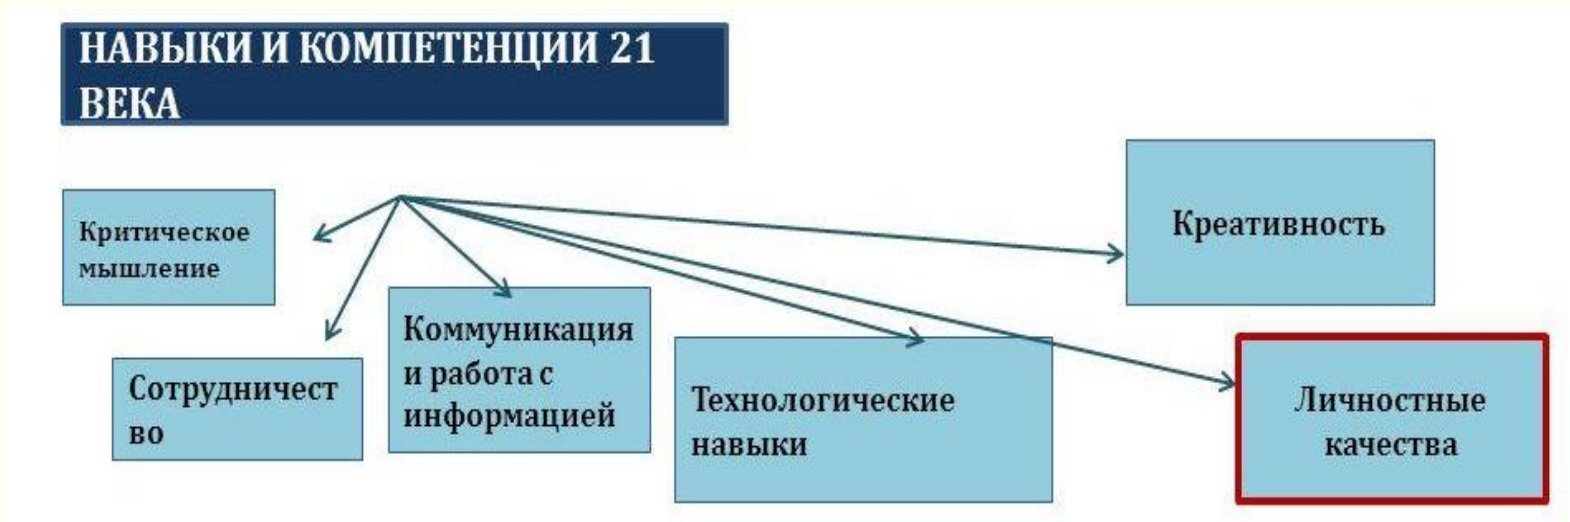 НАВЫКИ И КОМПЕТЕНЦИИ 21
ВЕКА
Критическое
мышление
Сотрудничест
во
Коммуникация
и работа с
информацией
Технологические
навыки
Креативность
Личностные
качества